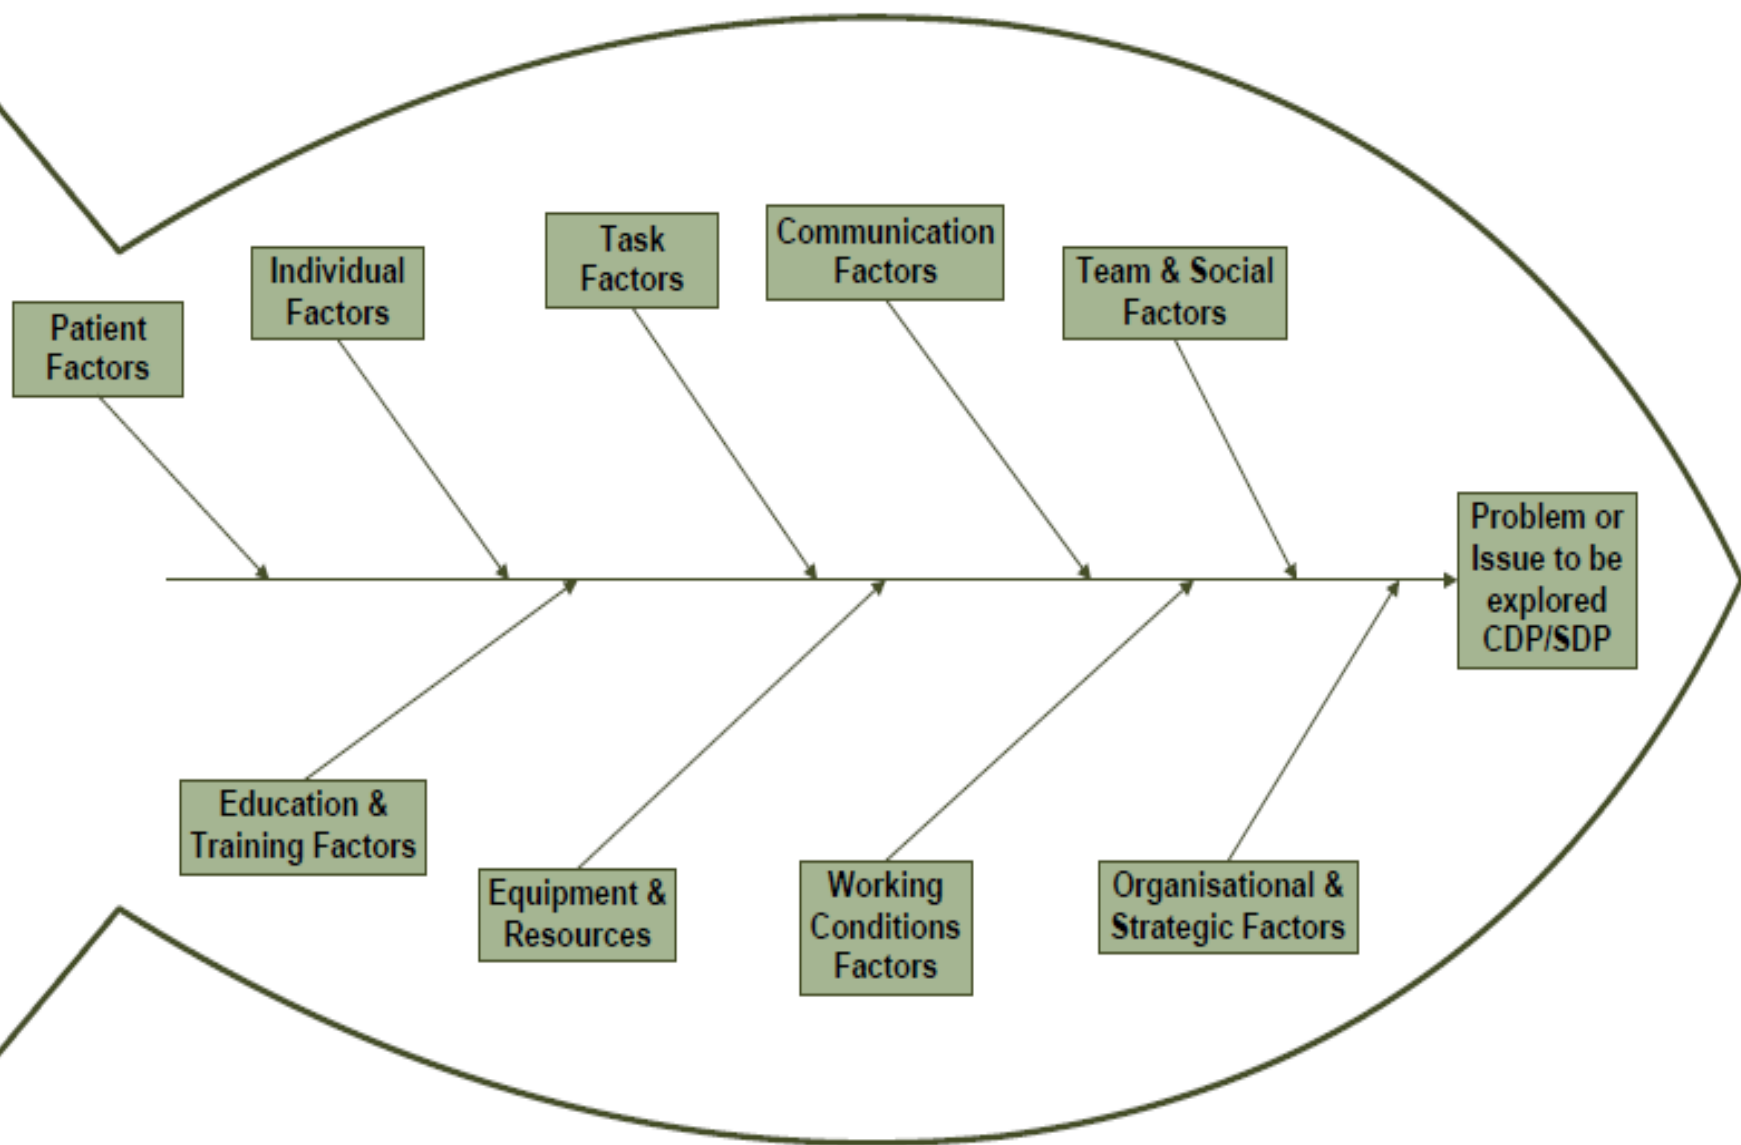 Patient
Factors
Individual
Factors
Task
Factors
Communication
Factors
Team & Social
Factors
Problem or
Issue to be
explored
CDP/SDP
Education &
Training Factors
Equipment &
Resources
Working
Conditions
Factors
Organisational &
Strategic Factors